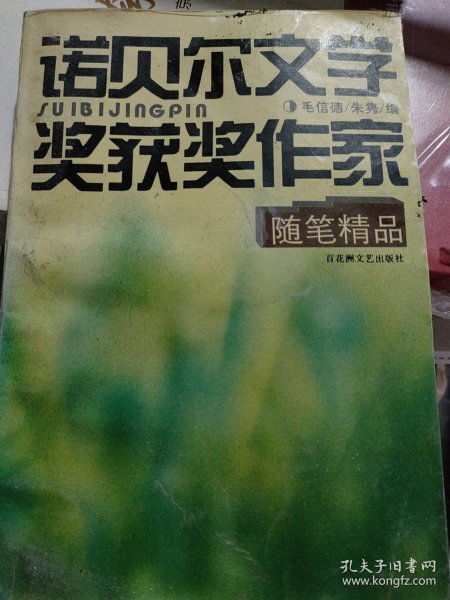 诺贝尔文学
SUIBIJINGPIN
毛信德/朱隽/编
奖获奖作家
随笔精品
百花洲文艺出版社
孔夫子旧书网
www.kongfz.com